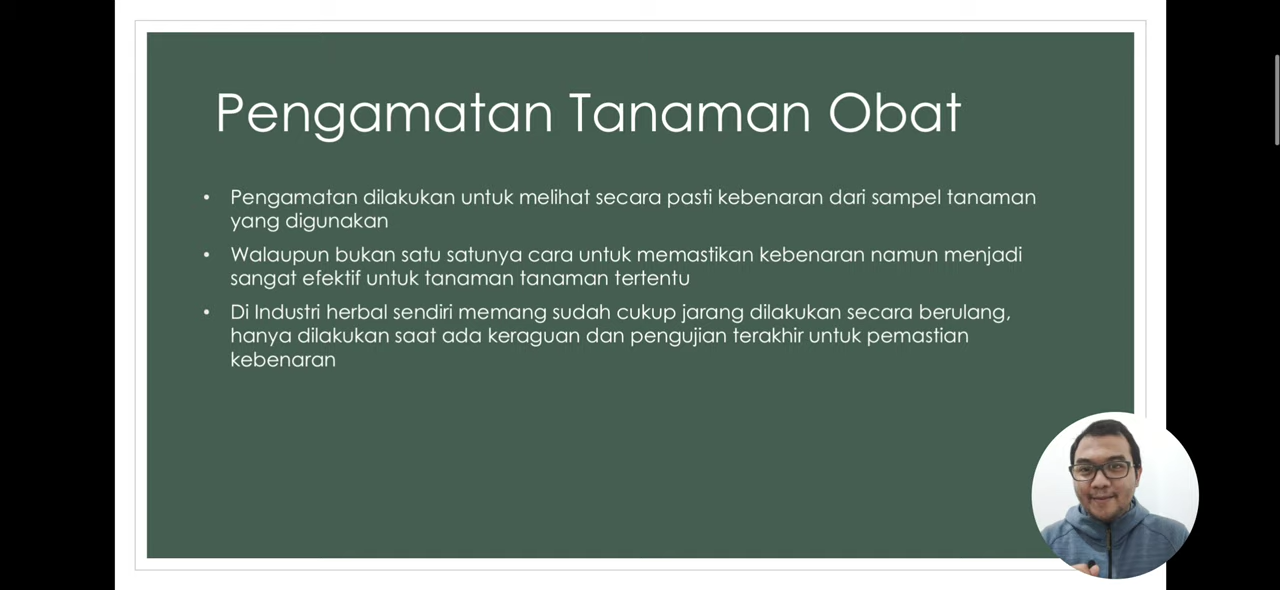 Pengamatan Tanaman Obat
• Pengamatan dilakukan untuk melihat secara pasti kebenaran dari sampel tanaman
yang digunakan
• Walaupun bukan satu satunya cara untuk memastikan kebenaran namun menjadi
sangat efektif untuk tanaman tanaman tertentu
• Di Industri herbal sendiri memang sudah cukup jarang dilakukan secara berulang,
hanya dilakukan saat ada keraguan dan pengujian terakhir untuk pemastian
kebenaran